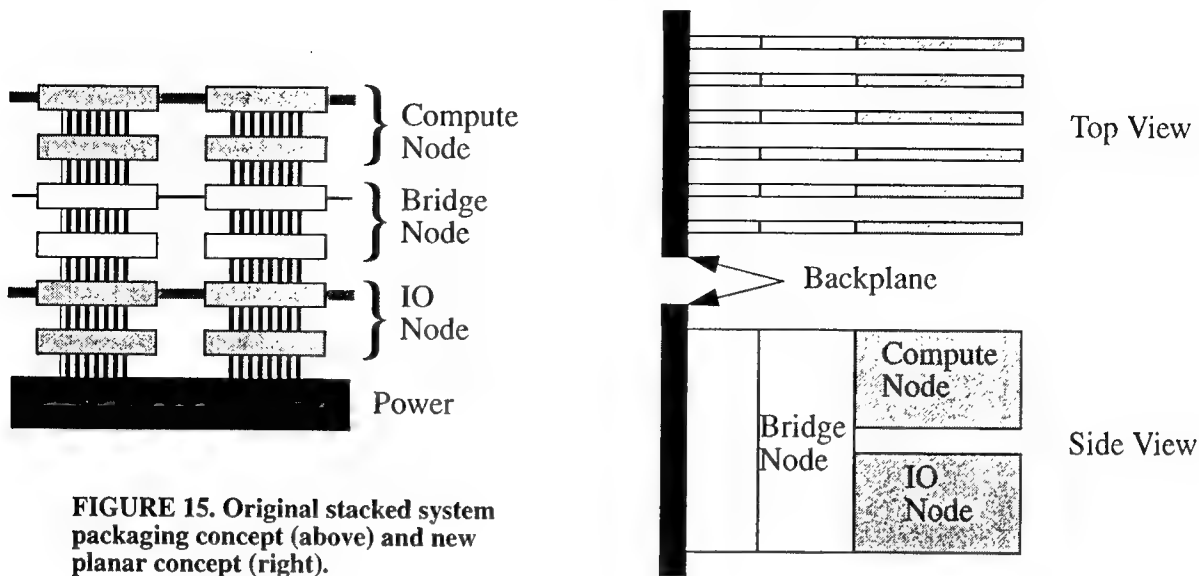 Compute
Node
Bridge
Node
IO
Node
Power
FIGURE 15. Original stacked system
packaging concept (above) and new
planar concept (right).
Top View
Backplane
Compute
Node
Bridge
Node
IO
Node
Side View